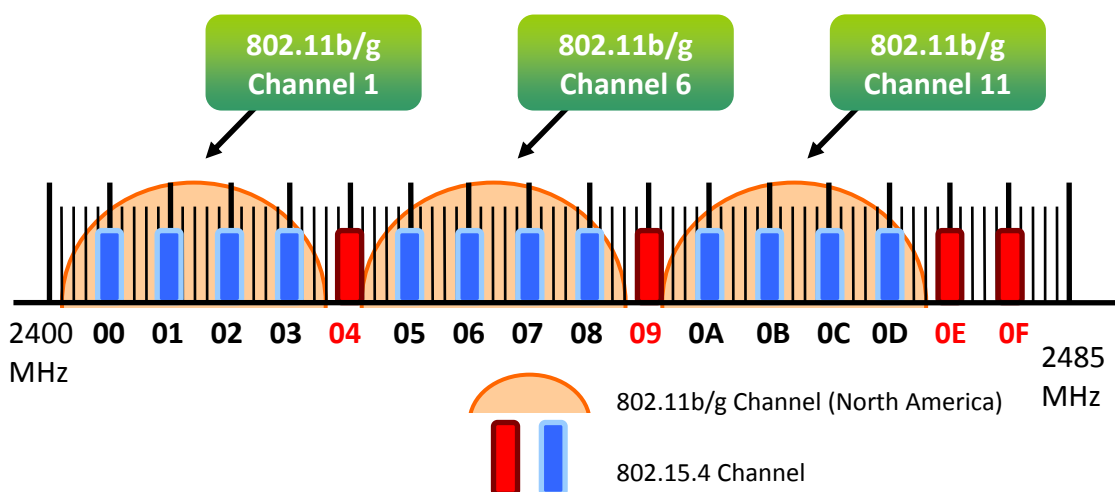 802.11b/g
Channel 1
802.11b/g
Channel 6
802.11b/g
Channel 11
2400
MHz
00 01 02 03 04 05 06 07 08 09 0A 0B 0C 0D 0E 0F
2485
MHz
802.11b/g Channel (North America)
802.15.4 Channel